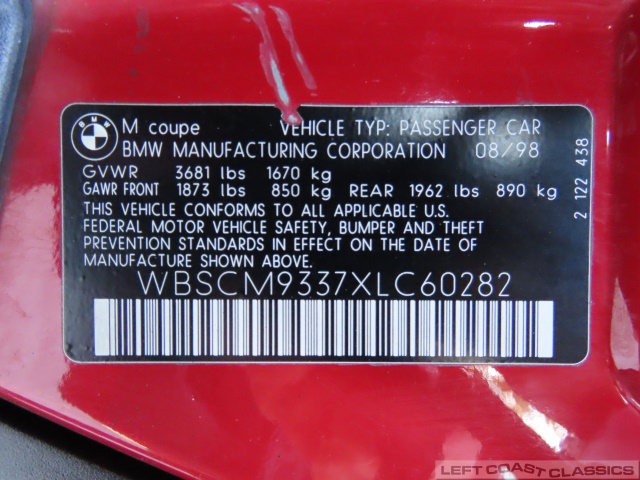 BMW
M coupe VEHICLE TYP: PASSENGER CAR
BMW MANUFACTURING CORPORATION 08/98
GVWR 3681 lbs 1670 kg
GAWR FRONT 1873 lbs 850 kg REAR 1962 lbs 890 kg
THIS VEHICLE CONFORMS TO ALL APPLICABLE U.S.
FEDERAL MOTOR VEHICLE SAFETY, BUMPER AND THEFT
PREVENTION STANDARDS IN EFFECT ON THE DATE OF
MANUFACTURE SHOWN ABOVE.
WBSCM9337XLC60282
2 122 438
LEFT COAST CLASSICS